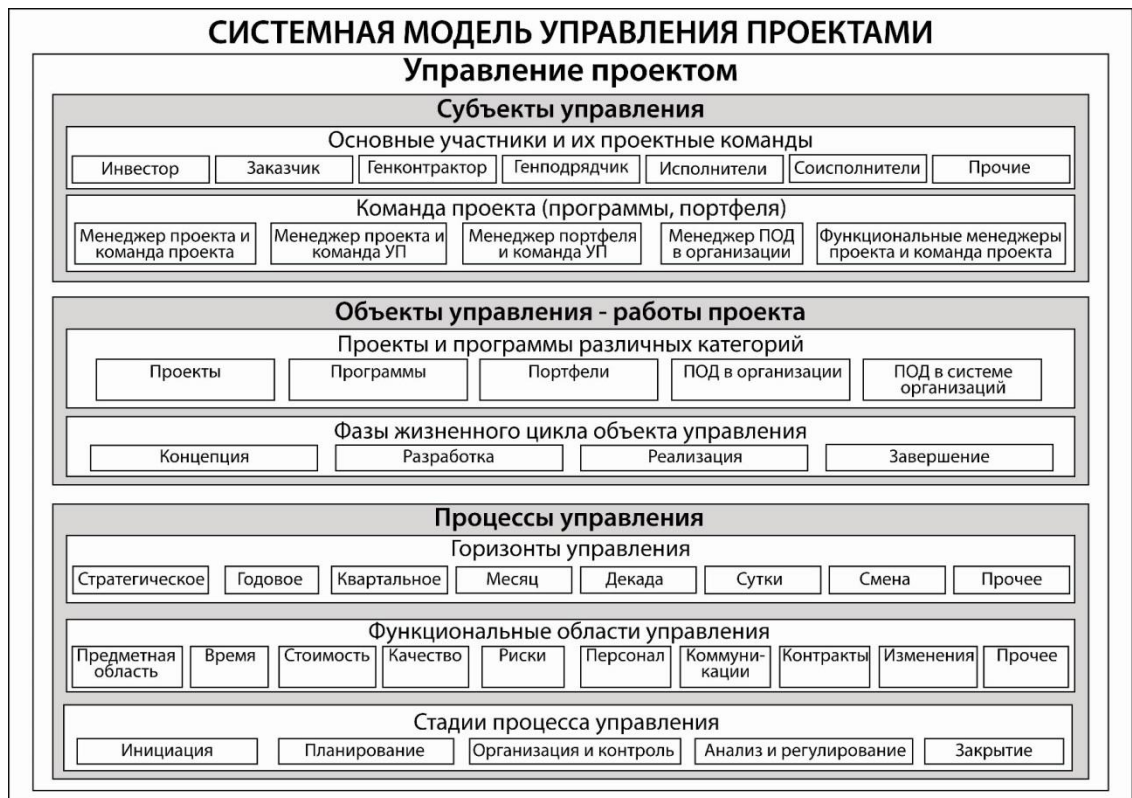 СИСТЕМНАЯ МОДЕЛЬ УПРАВЛЕНИЯ ПРОЕКТАМИ
Управление проектом
Субъекты управления
Основные участники и их проектные команды
Инвестор Заказчик Генконтрактор Генподрядчик Исполнители Соисполнители Прочие
Команда проекта (программы, портфеля)
Менеджер проекта и команда проекта
Менеджер проекта и команда УП
Менеджер портфеля и команда УП
Менеджер ПОД в организации
Функциональные менеджеры проекта и команда проекта
Объекты управления - работы проекта
Проекты и программы различных категорий
Проекты Программы Портфели ПОД в организации ПОД в системе организаций
Фазы жизненного цикла объекта управления
Концепция Разработка Реализация Завершение
Процессы управления
Горизонты управления
Стратегическое Годовое Квартальное Месяц Декада Сутки Смена Прочее
Функциональные области управления
Предметная область Время Стоимость Качество Риски Персонал Коммуни-кации Контракты Изменения Прочее
Стадии процесса управления
Инициация Планирование Организация и контроль Анализ и регулирование Закрытие